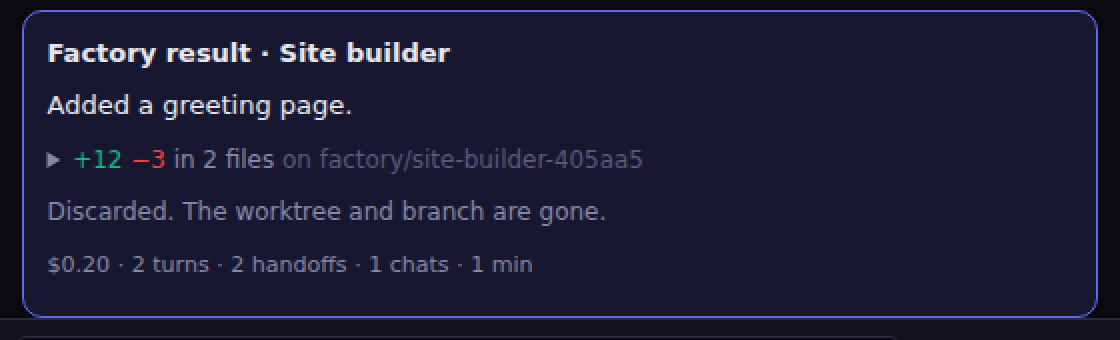 Factory result · Site builder
Added a greeting page.
▶ +12 −3 in 2 files on factory/site-builder-405aa5
Discarded. The worktree and branch are gone.
$0.20 · 2 turns · 2 handoffs · 1 chats · 1 min